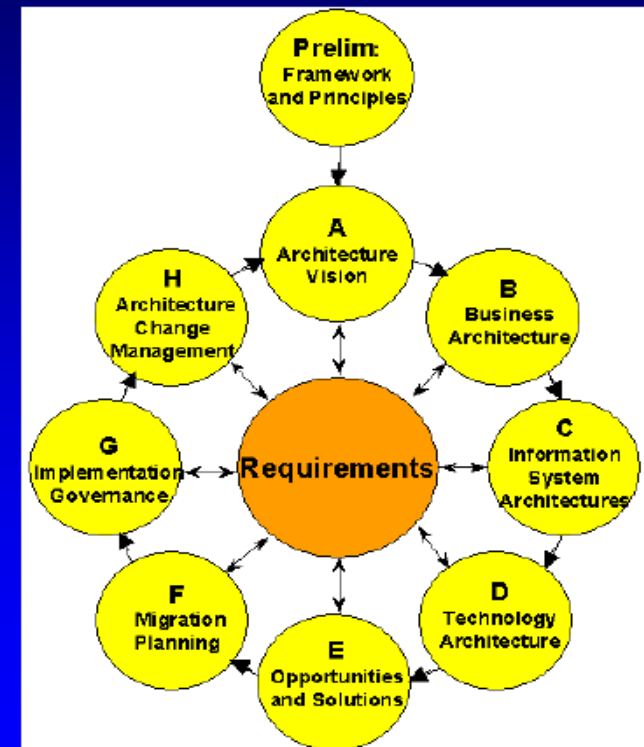 Prelim:
Framework
and Principles
A
Architecture
Vision
B
Business
Architecture
C
Information
System
Architectures
D
Technology
Architecture
E
Opportunities
and Solutions
F
Migration
Planning
G
Implementation
Governance
H
Architecture
Change
Management
Requirements